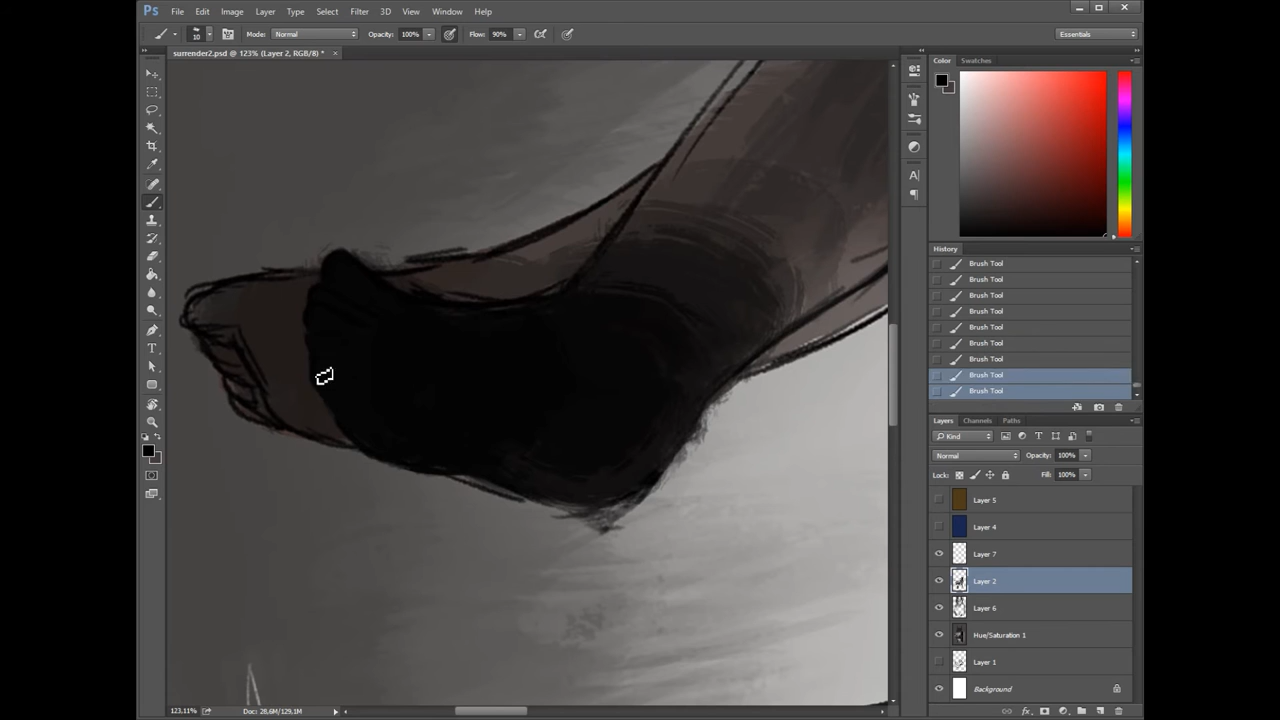 Ps File Edit Image Layer Type Select Filter 3D View Window Help
10 Mode: Normal Opacity: 100% Flow: 90% Essentials
surrender2.psd @ 123% (Layer 2, RGB/8) * ×
Color Swatches
History
Brush Tool
Brush Tool
Brush Tool
Brush Tool
Brush Tool
Brush Tool
Brush Tool
Brush Tool
Brush Tool
Layers Channels Paths
Kind
Normal Opacity: 100%
Lock: Fill: 100%
Layer 5
Layer 4
Layer 7
Layer 2
Layer 6
Hue/Saturation 1
Layer 1
Background
123.11% Doc: 28,6M/129,1M